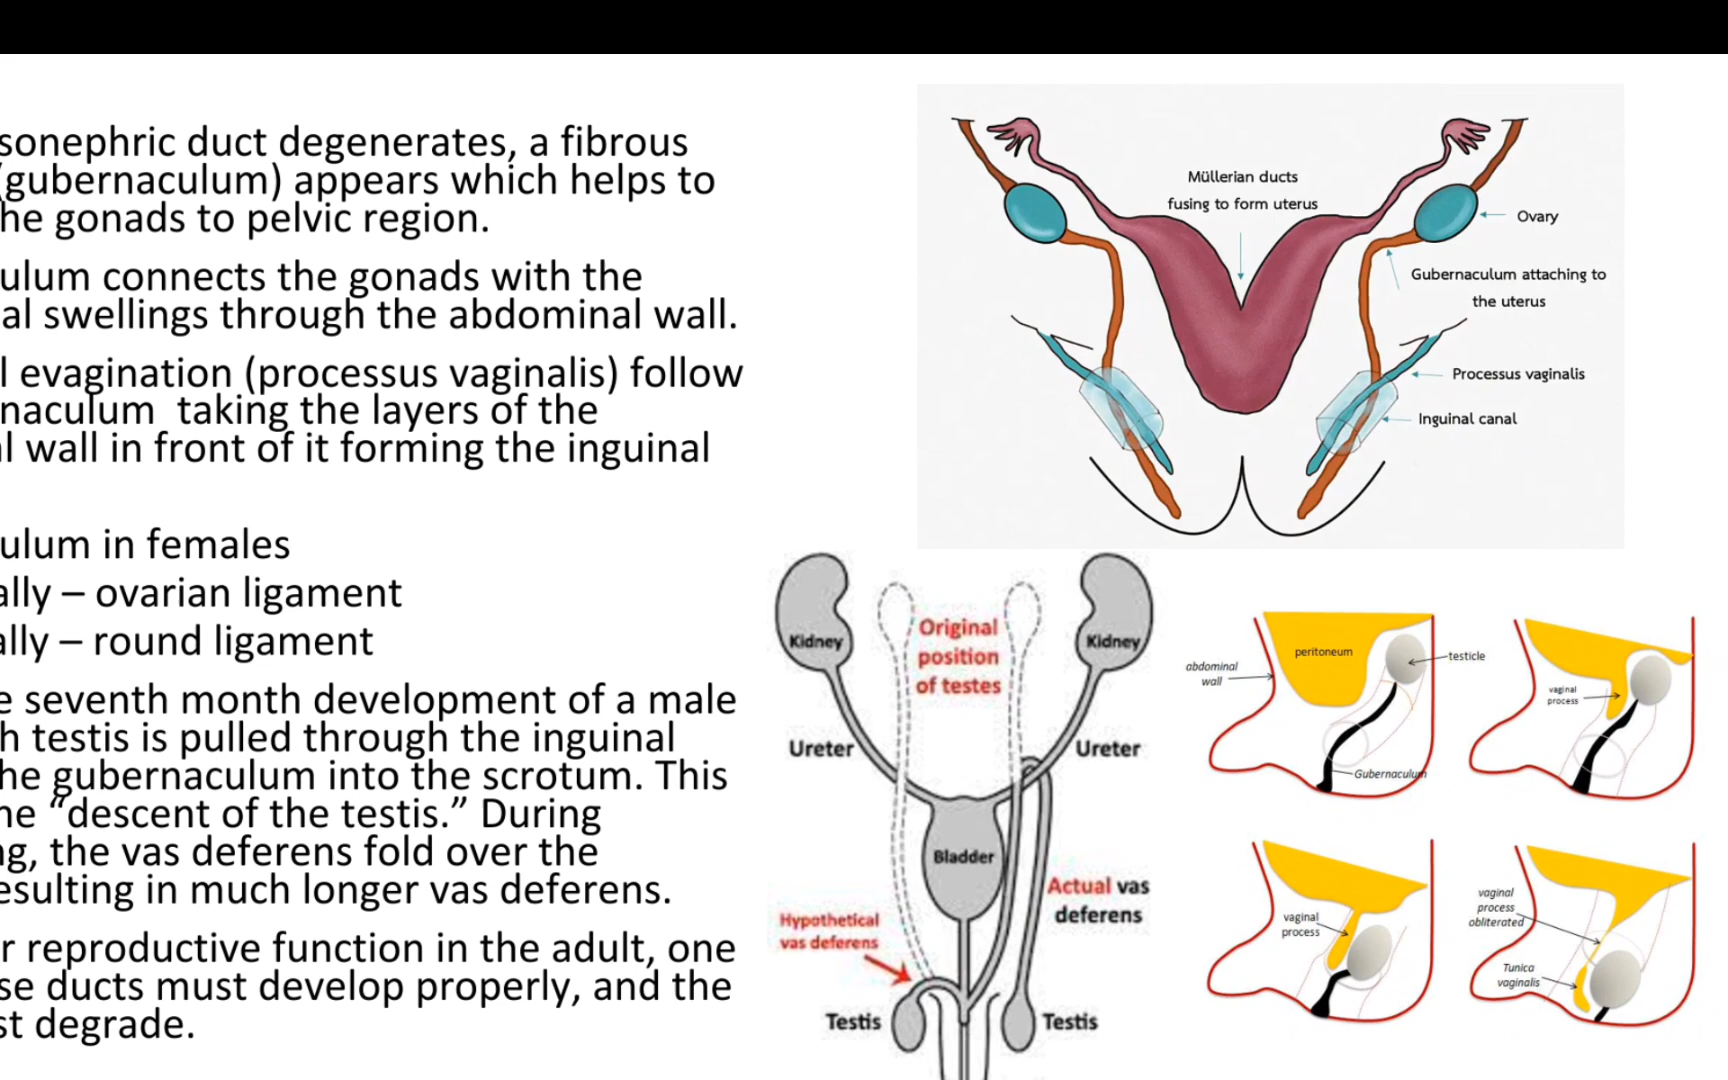 sonephric duct degenerates, a fibrous
(gubernaculum) appears which helps to
he gonads to pelvic region.
ulum connects the gonads with the
al swellings through the abdominal wall.
l evagination (processus vaginalis) follow
naculum taking the layers of the
l wall in front of it forming the inguinal
ulum in females
ally – ovarian ligament
ally – round ligament
e seventh month development of a male
h testis is pulled through the inguinal
he gubernaculum into the scrotum. This
ne “descent of the testis.” During
ng, the vas deferens fold over the
esulting in much longer vas deferens.
r reproductive function in the adult, one
se ducts must develop properly, and the
st degrade.
Müllerian ducts
fusing to form uterus
Ovary
Gubernaculum attaching to
the uterus
Processus vaginalis
Inguinal canal
Kidney
Original
position
of testes
Kidney
Ureter
Ureter
Bladder
Actual vas
deferens
Hypothetical
vas deferens
Testis
Testis
abdominal
wall
peritoneum
testicle
Gubernaculum
vaginal
process
vaginal
process
vaginal
process
obliterated
Tunica
vaginalis